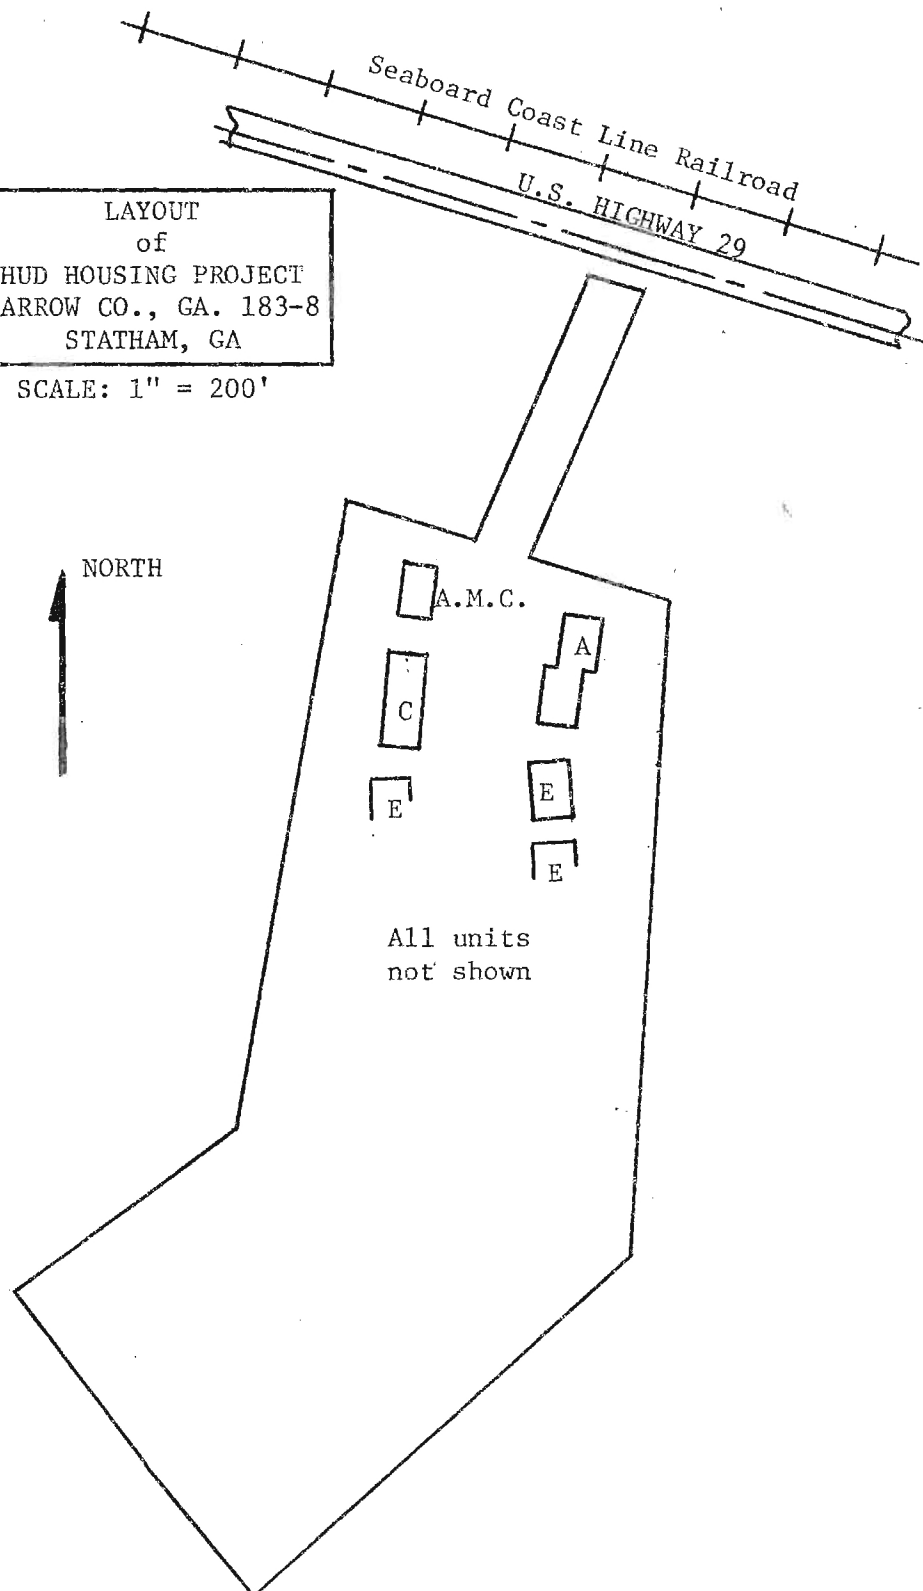 Seaboard Coast Line Railroad
U.S. HIGHWAY 29
LAYOUT
of
HUD HOUSING PROJECT
ARROW CO., GA. 183-8
STATHAM, GA
SCALE: 1" = 200'
NORTH
A.M.C.
A
C
E
E
E
All units
not shown